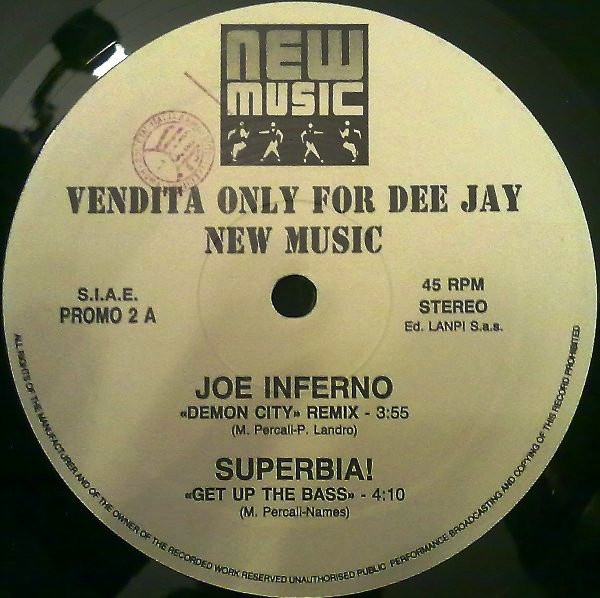 NEW
MUSIC
VENDITA ONLY FOR DEE JAY
NEW MUSIC
S.I.A.E.
PROMO 2 A
45 RPM
STEREO
Ed. LANPI S.a.s.
JOE INFERNO
«DEMON CITY» REMIX - 3:55
(M. Percali-P. Landro)
SUPERBIA!
«GET UP THE BASS» - 4:10
(M. Percali-Names)
ALL RIGHTS OF THE MANUFACTURER AND OF THE OWNER OF THE RECORDED WORK RESERVED UNAUTHORISED PUBLIC PERFORMANCE BROADCASTING AND COPYING OF THIS RECORD PROHIBITED